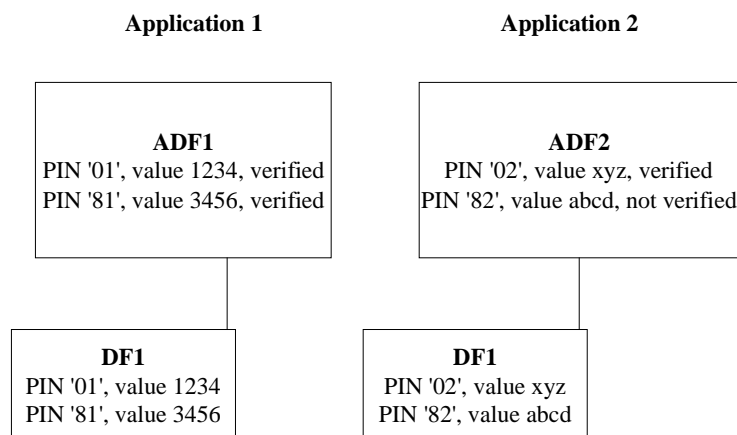 Application 1
Application 2
ADF1
PIN '01', value 1234, verified
PIN '81', value 3456, verified
ADF2
PIN '02', value xyz, verified
PIN '82', value abcd, not verified
DF1
PIN '01', value 1234
PIN '81', value 3456
DF1
PIN '02', value xyz
PIN '82', value abcd